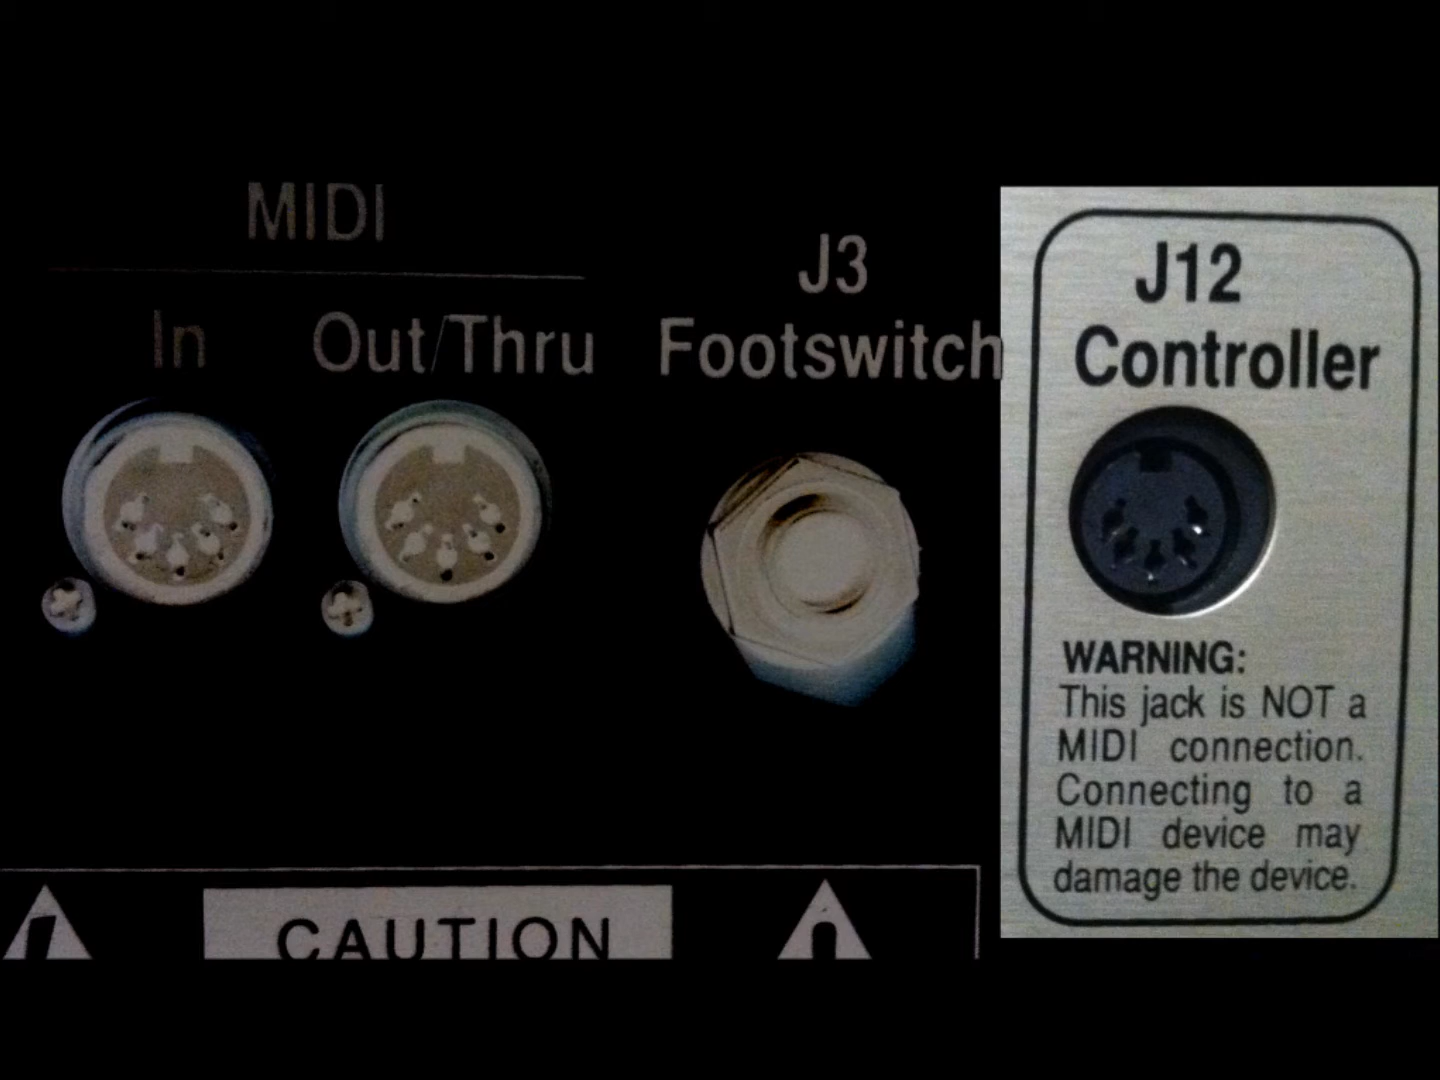 MIDI
In
Out/Thru
J3
Footswitch
CAUTION
J12
Controller
WARNING:
This jack is NOT a
MIDI connection.
Connecting to a
MIDI device may
damage the device.